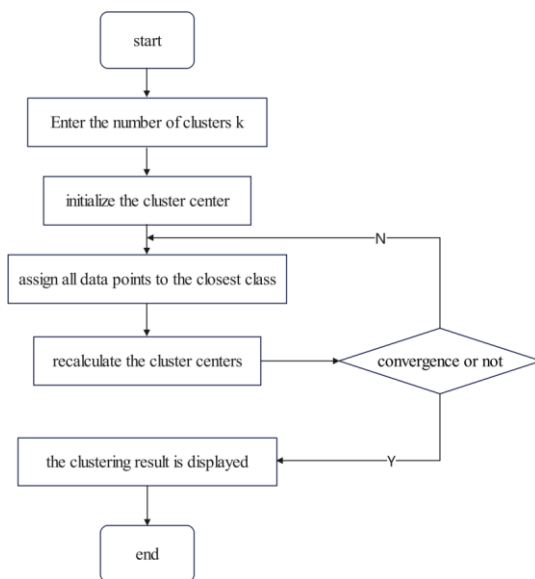 start
Enter the number of clusters k
initialize the cluster center
N
assign all data points to the closest class
recalculate the cluster centers
convergence or not
the clustering result is displayed
Y
end